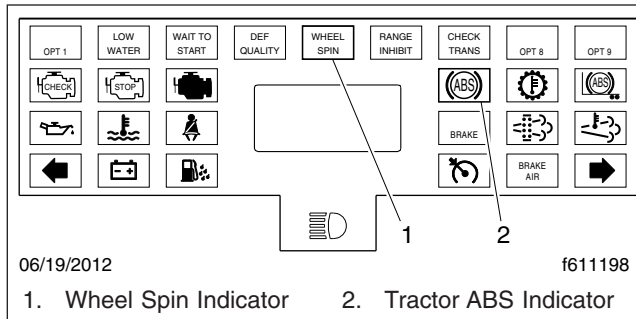 OPT 1
LOW
WATER
WAIT TO
START
DEF
QUALITY
WHEEL
SPIN
RANGE
INHIBIT
CHECK
TRANS
OPT 8
OPT 9
CHECK
STOP
(ABS)
(ABS)
BRAKE
- +
BRAKE
AIR
1
2
06/19/2012
f611198
1. Wheel Spin Indicator
2. Tractor ABS Indicator